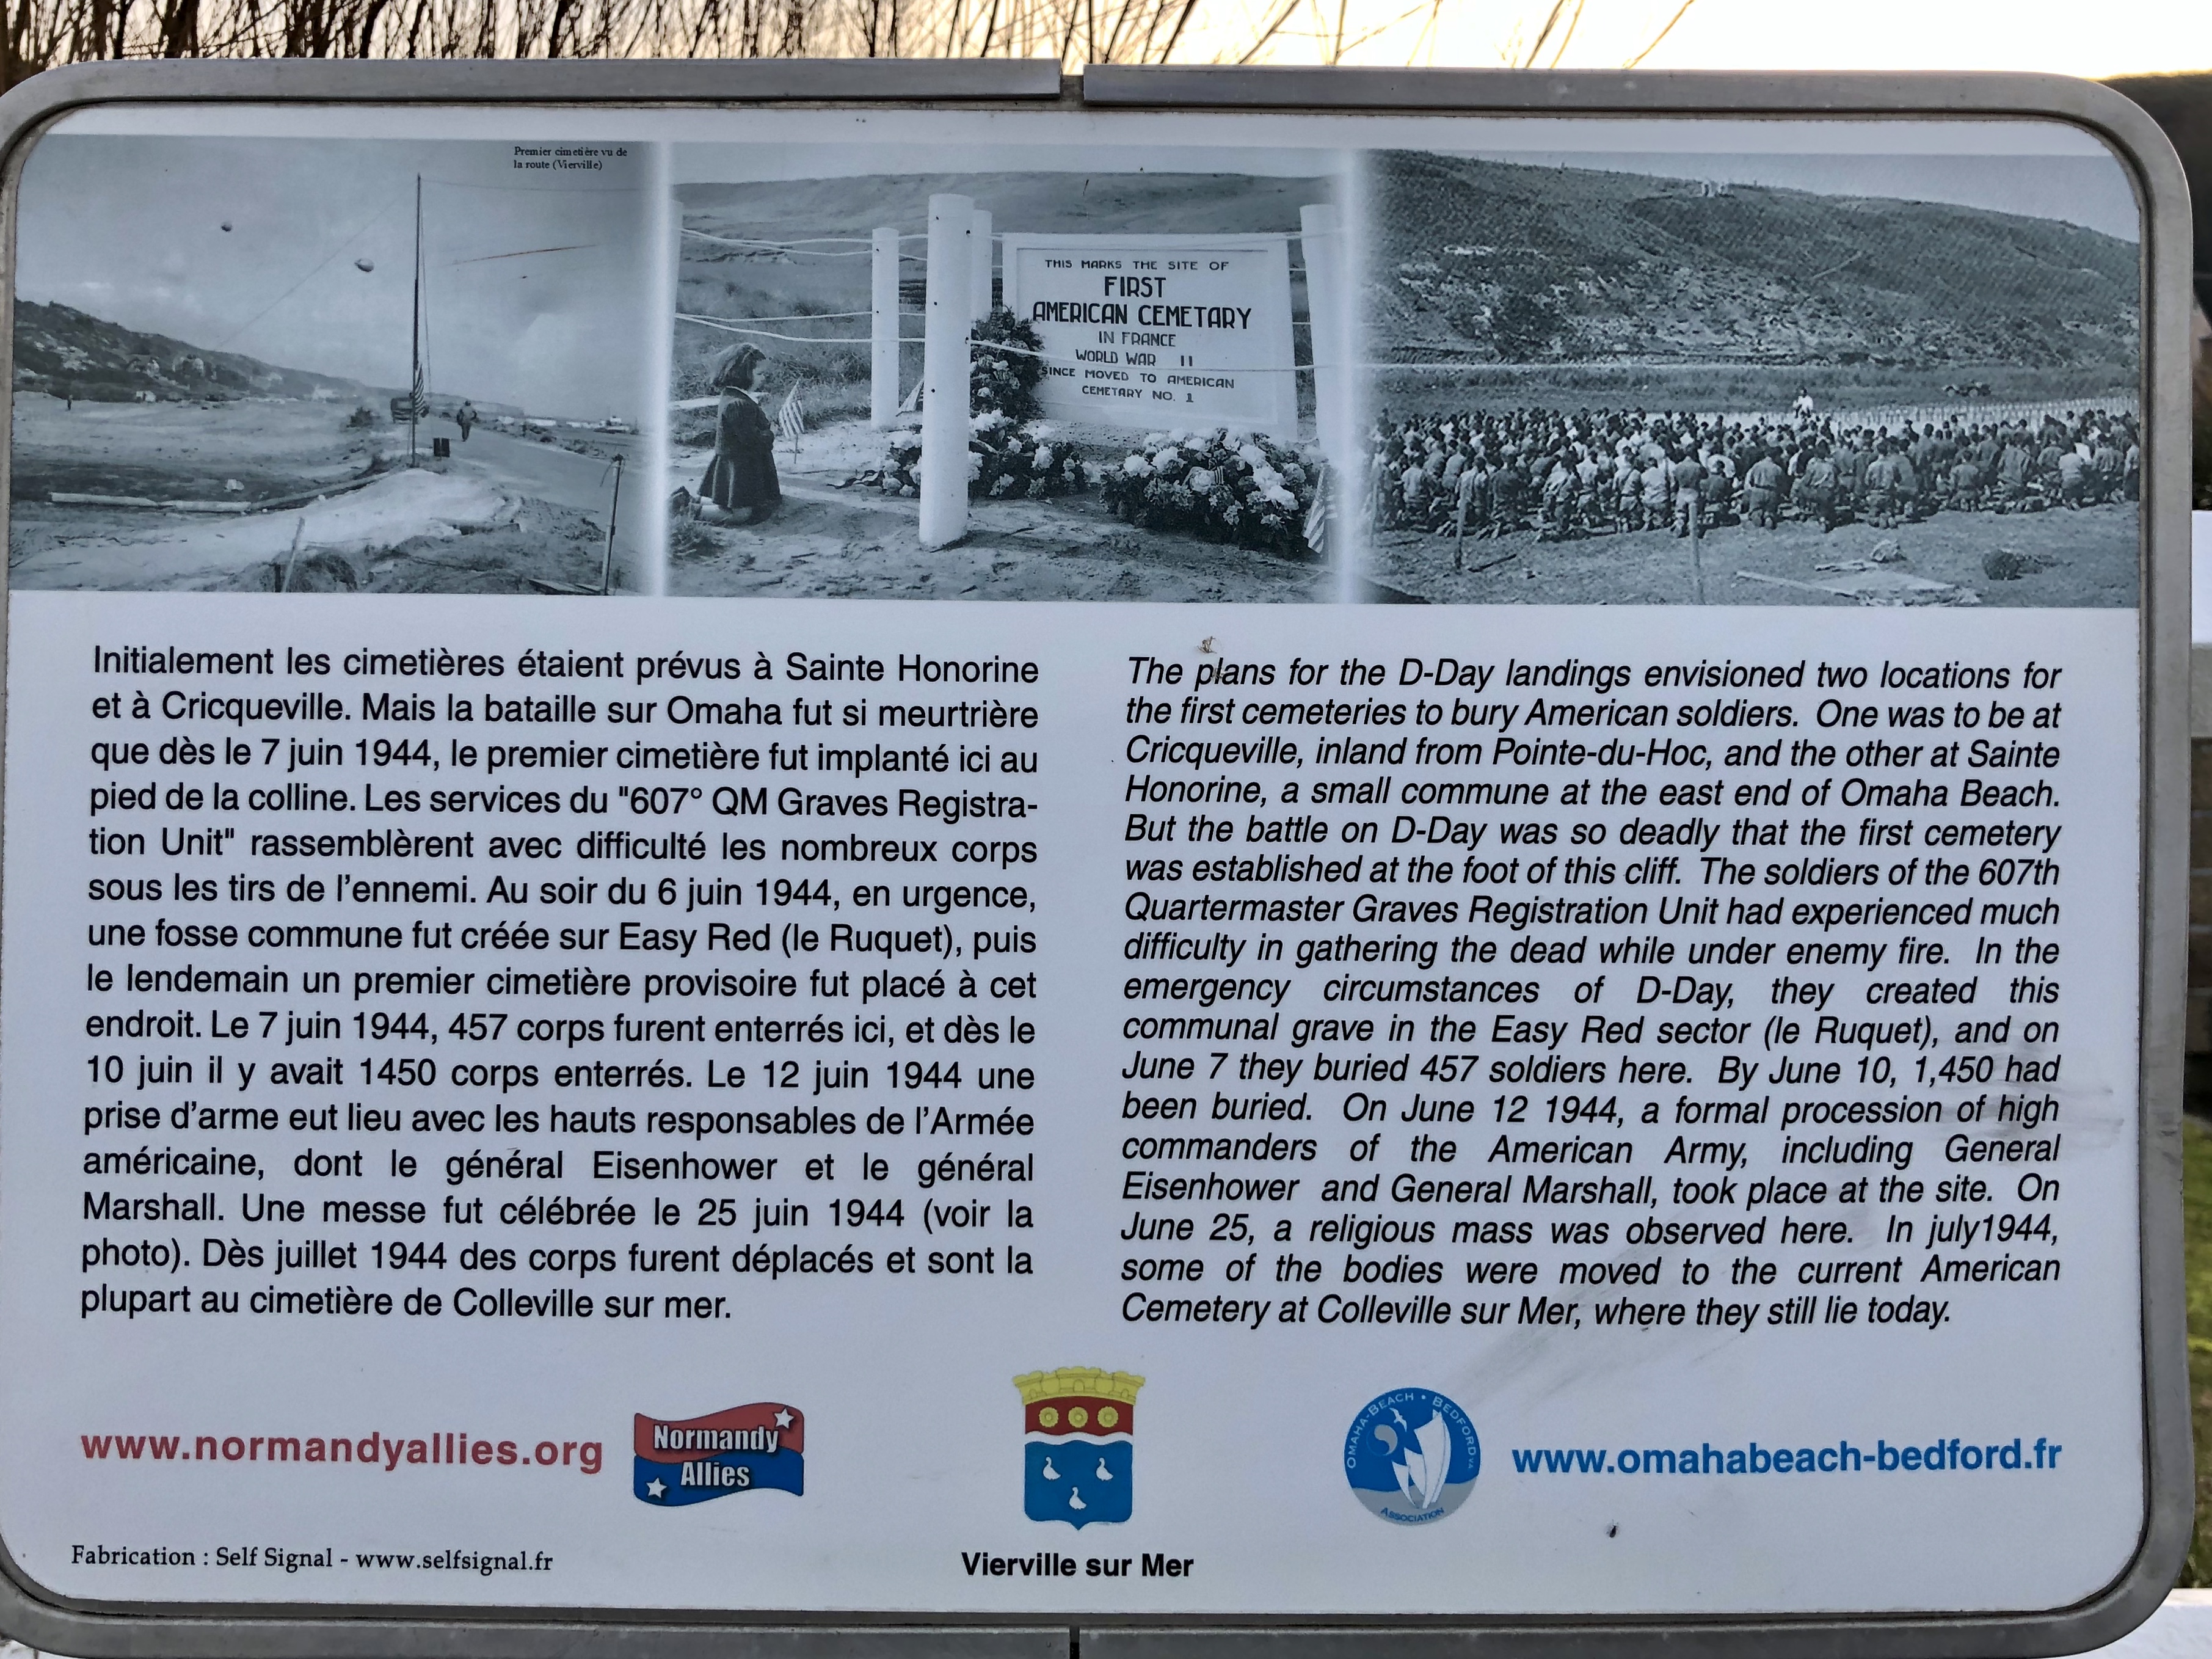 Premier cimetière vu de
la route (Vierville)
THIS MARKS THE SITE OF
FIRST
AMERICAN CEMETARY
IN FRANCE
WORLD WAR II
SINCE MOVED TO AMERICAN
CEMETARY NO. 1
Initialement les cimetières étaient prévus à Sainte Honorine
et à Cricqueville. Mais la bataille sur Omaha fut si meurtrière
que dès le 7 juin 1944, le premier cimetière fut implanté ici au
pied de la colline. Les services du "607° QM Graves Registra-
tion Unit" rassemblèrent avec difficulté les nombreux corps
sous les tirs de l'ennemi. Au soir du 6 juin 1944, en urgence,
une fosse commune fut créée sur Easy Red (le Ruquet), puis
le lendemain un premier cimetière provisoire fut placé à cet
endroit. Le 7 juin 1944, 457 corps furent enterrés ici, et dès le
10 juin il y avait 1450 corps enterrés. Le 12 juin 1944 une
prise d'arme eut lieu avec les hauts responsables de l'Armée
américaine, dont le général Eisenhower et le général
Marshall. Une messe fut célébrée le 25 juin 1944 (voir la
photo). Dès juillet 1944 des corps furent déplacés et sont la
plupart au cimetière de Colleville sur mer.
The plans for the D-Day landings envisioned two locations for
the first cemeteries to bury American soldiers. One was to be at
Cricqueville, inland from Pointe-du-Hoc, and the other at Sainte
Honorine, a small commune at the east end of Omaha Beach.
But the battle on D-Day was so deadly that the first cemetery
was established at the foot of this cliff. The soldiers of the 607th
Quartermaster Graves Registration Unit had experienced much
difficulty in gathering the dead while under enemy fire. In the
emergency circumstances of D-Day, they created this
communal grave in the Easy Red sector (le Ruquet), and on
June 7 they buried 457 soldiers here. By June 10, 1,450 had
been buried. On June 12 1944, a formal procession of high
commanders of the American Army, including General
Eisenhower and General Marshall, took place at the site. On
June 25, a religious mass was observed here. In july1944,
some of the bodies were moved to the current American
Cemetery at Colleville sur Mer, where they still lie today.
www.normandyallies.org
Normandy
Allies
OMAHA-BEACH • BEDFORD VA
ASSOCIATION
www.omahabeach-bedford.fr
Fabrication : Self Signal - www.selfsignal.fr
Vierville sur Mer